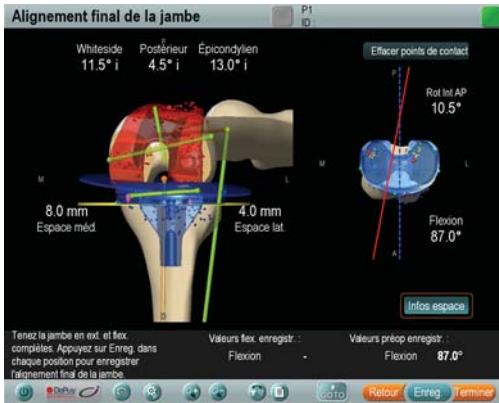 Alignement final de la jambe
P1
ID :
Whiteside
11.5° i
P
Postérieur
4.5° i
Épicondylien
13.0° i
Effacer points de contact
P
Rot Int AP
10.5°
M
L
M
L
8.0 mm
Espace méd.
4.0 mm
Espace lat.
Flexion
87.0°
A
D
Infos espace
Tenez la jambe en ext. et flex.
complètes. Appuyez sur Enreg. dans
chaque position pour enregistrer
l'alignement final de la jambe.
Valeurs flex. enregistr. :
Flexion -
Valeurs préop enregistr. :
Flexion 87.0°
DePuy
Goto
Retour
Enreg.
Terminer